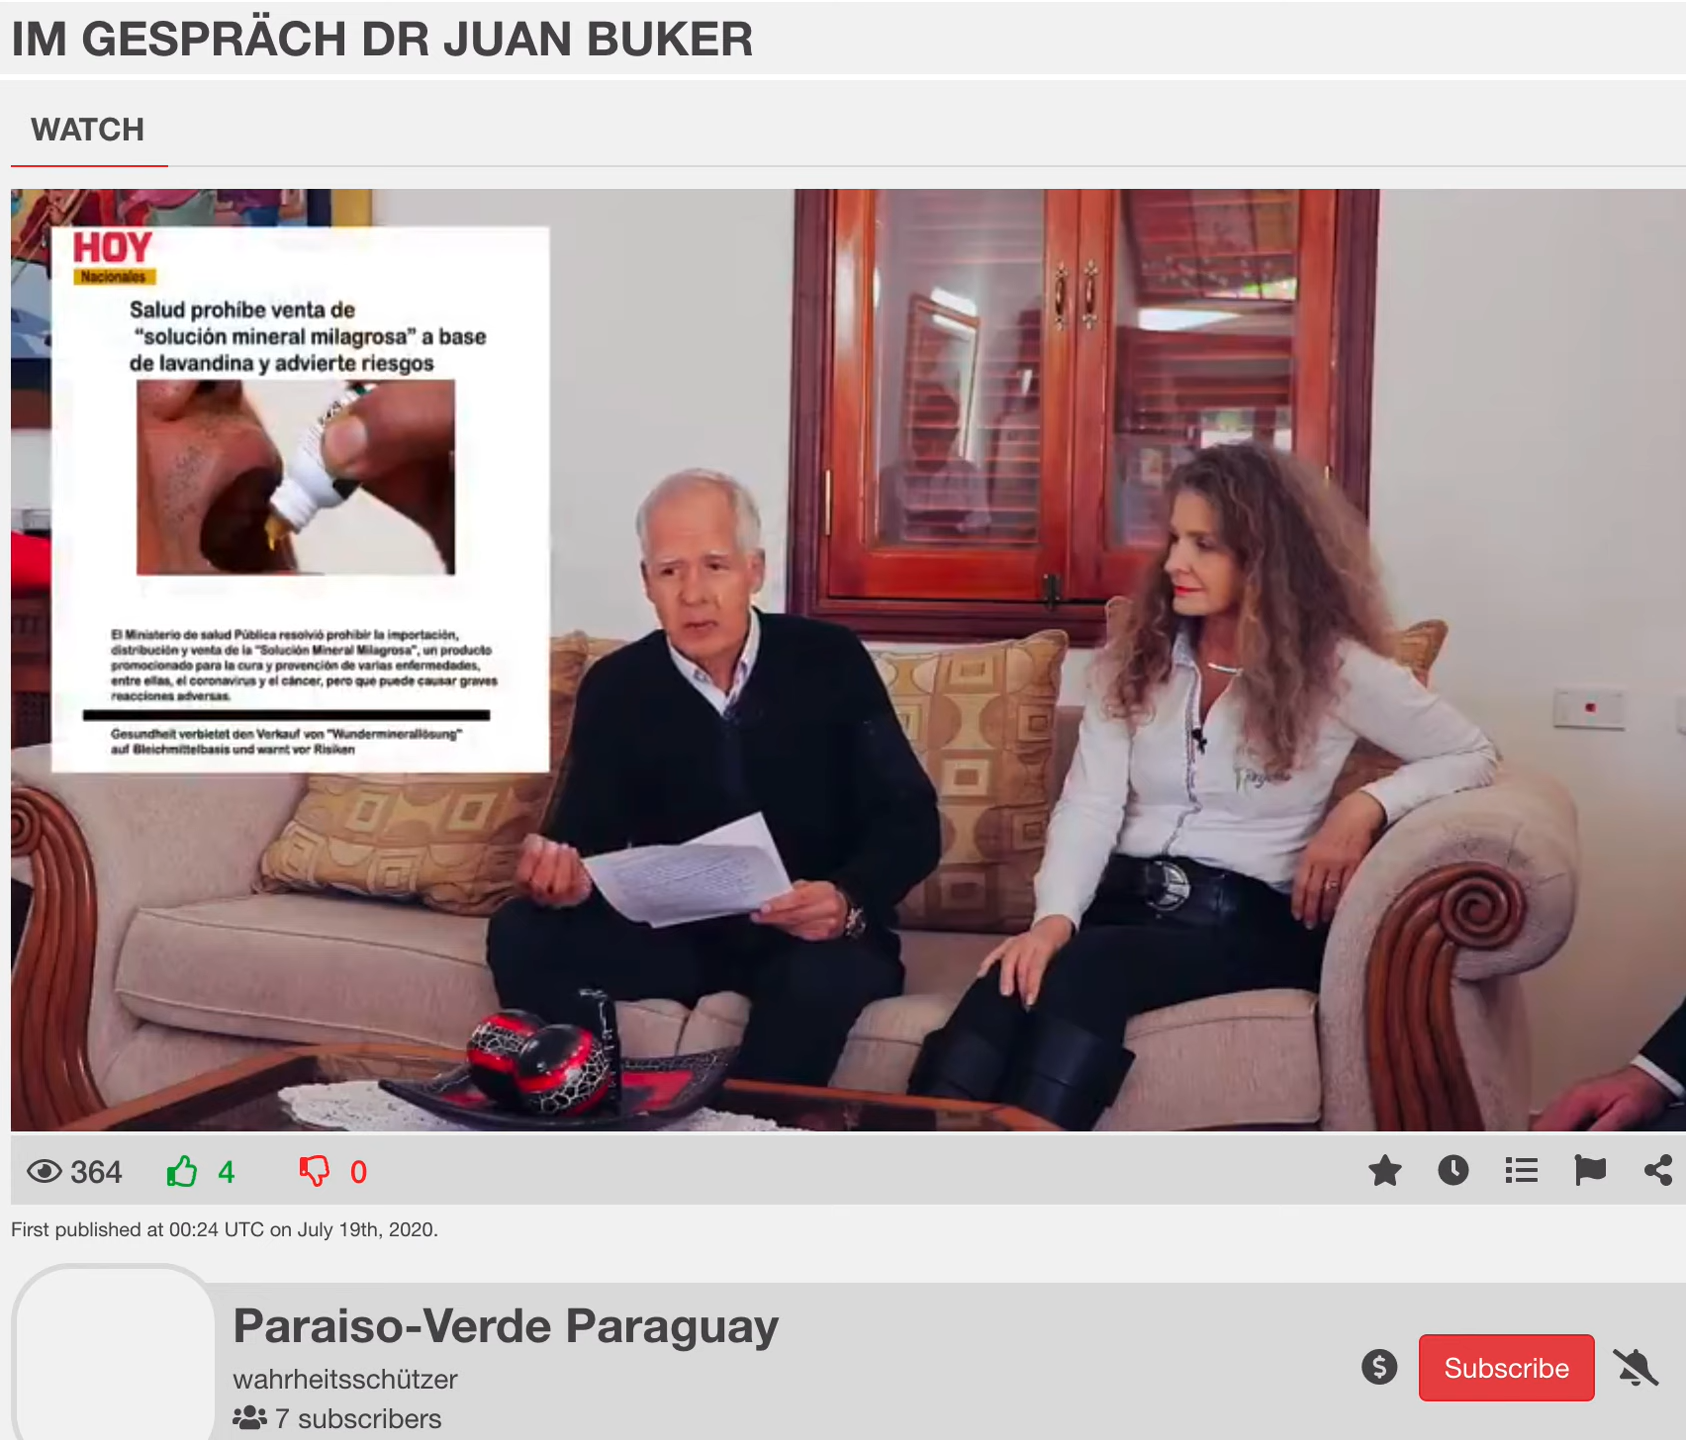 IM GESPRÄCH DR JUAN BUKER
WATCH
HOY
Nacionales
Salud prohíbe venta de
“solución mineral milagrosa” a base
de lavandina y advierte riesgos
El Ministerio de salud Pública resolvió prohibir la importación,
distribución y venta de la “Solución Mineral Milagrosa”, un producto
promocionado para la cura y prevención de varias enfermedades,
entre ellas, el coronavirus y el cáncer, pero que puede causar graves
reacciones adversas.
Gesundheit verbietet den Verkauf von “Wundermineralllösung”
auf Bleichmittelbasis und warnt vor Risiken
364 4 0
First published at 00:24 UTC on July 19th, 2020.
Paraiso-Verde Paraguay
wahrheitsschützer
7 subscribers
Subscribe